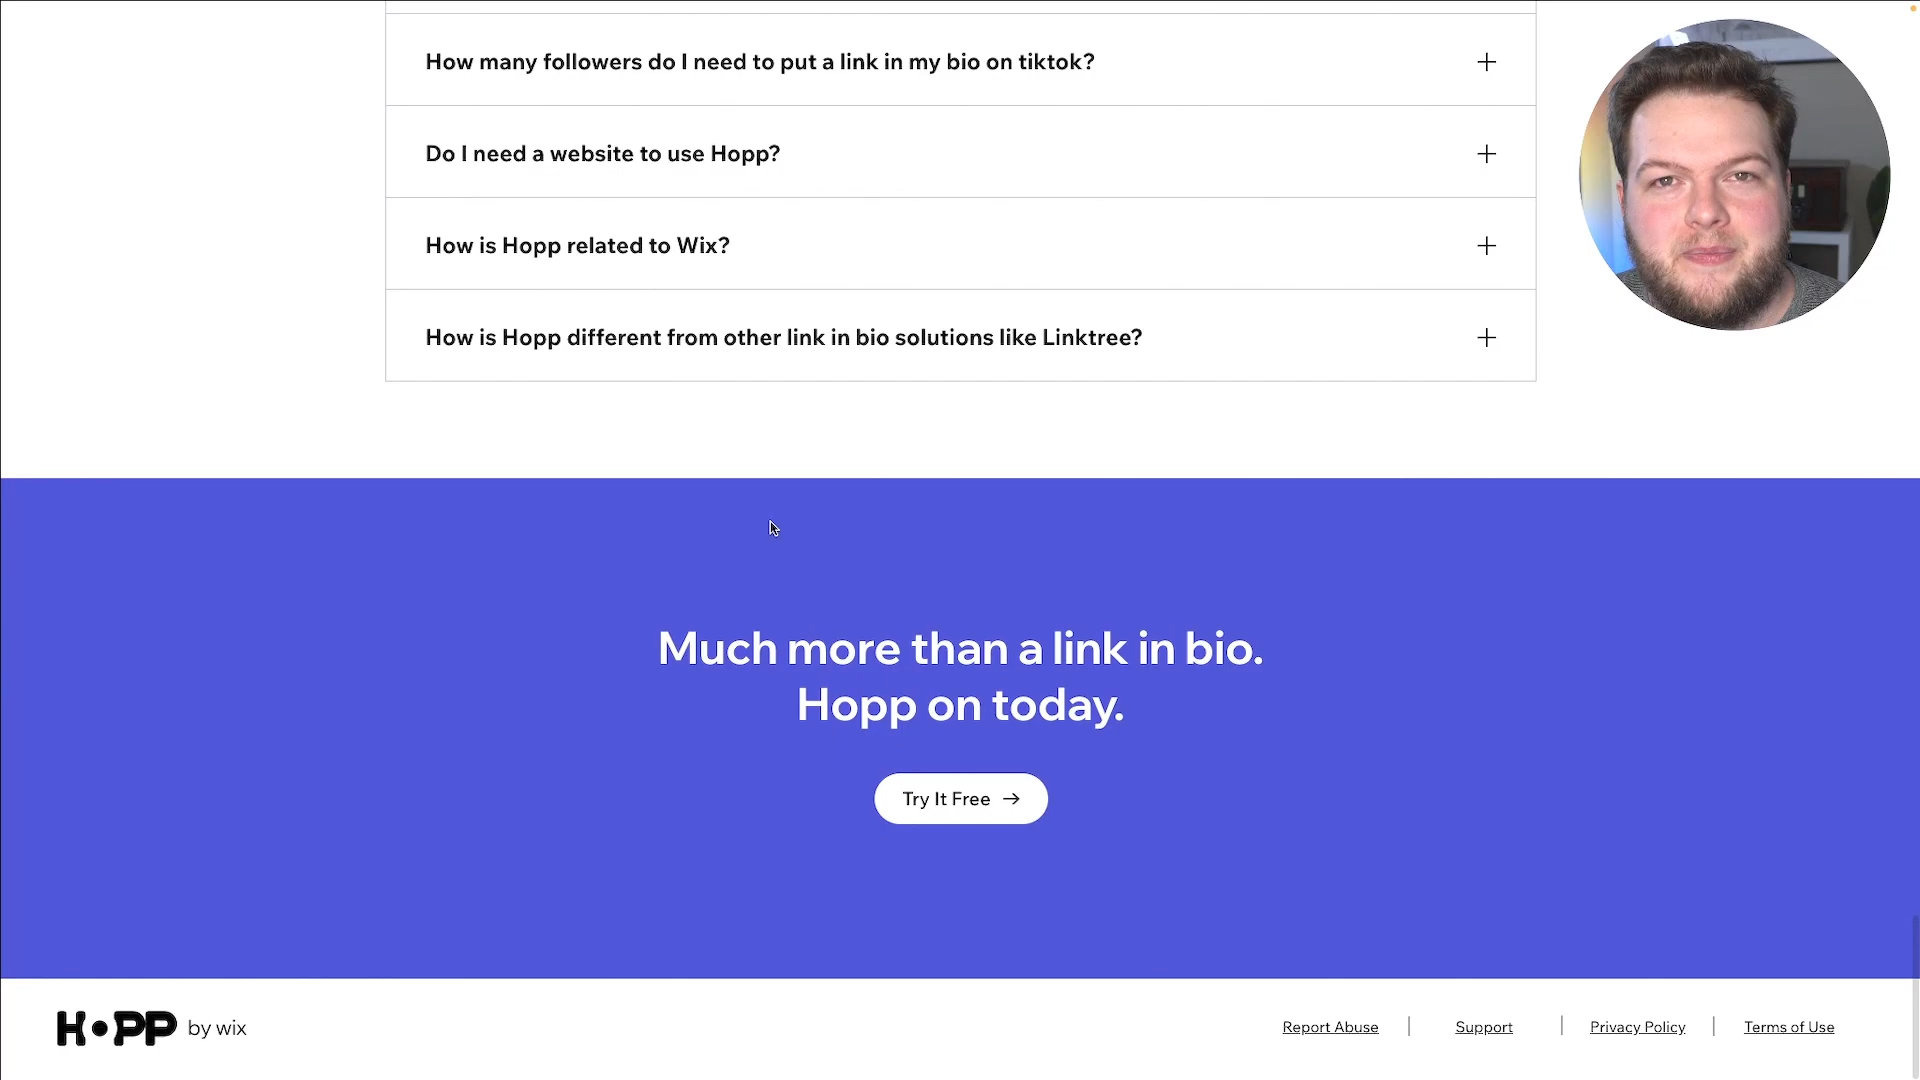 How many followers do I need to put a link in my bio on tiktok?
Do I need a website to use Hopp?
How is Hopp related to Wix?
How is Hopp different from other link in bio solutions like Linktree?
Much more than a link in bio.
Hopp on today.
Try It Free →
HOPP by wix
Report Abuse | Support | Privacy Policy | Terms of Use